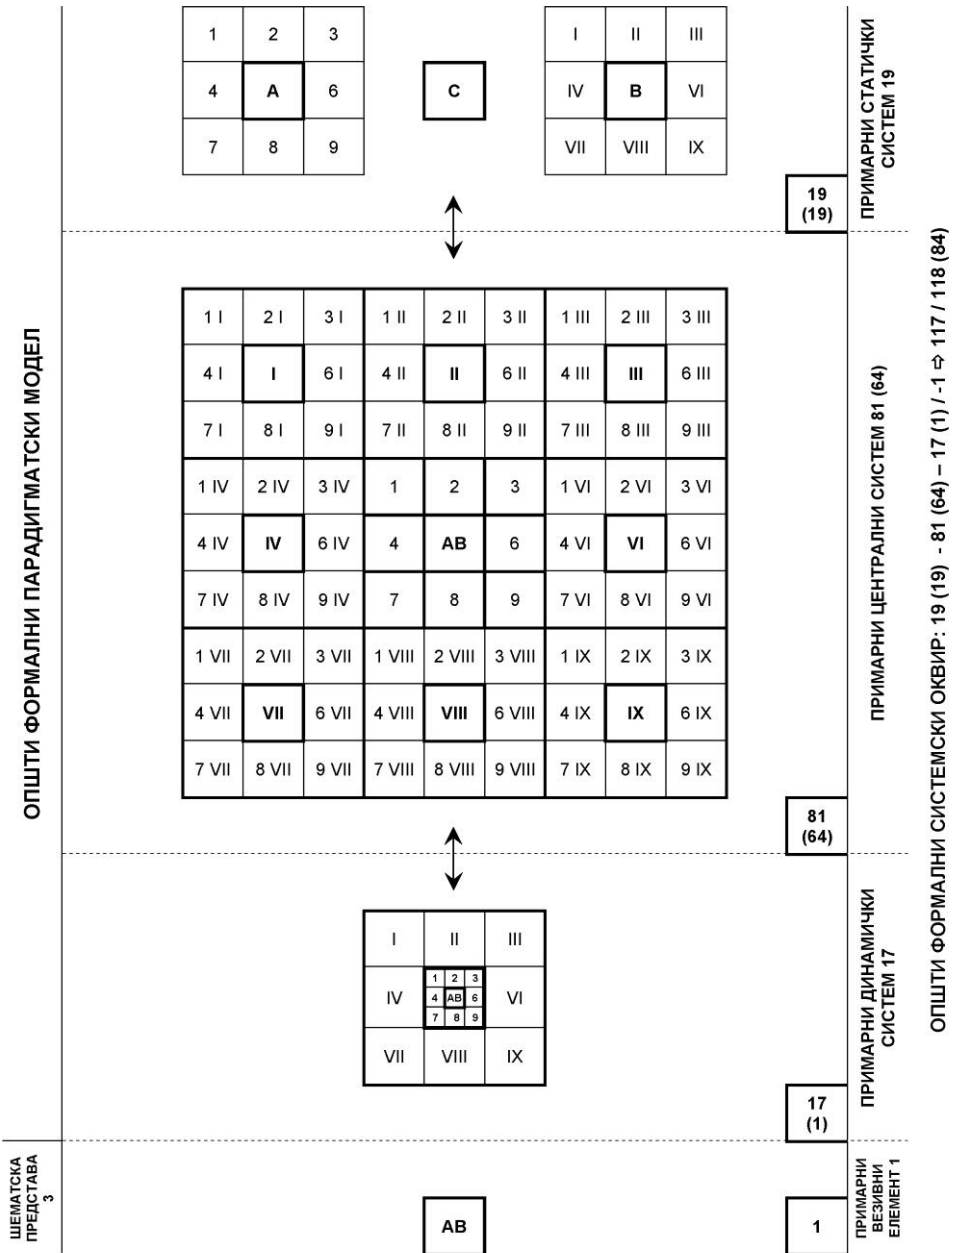 ОПШТИ ФОРМАЛНИ ПАРАДИГМАТСКИ МОДЕЛ
1 2 3 I II III
4 A 6 C IV B VI
7 8 9 VII VIII IX
19
(19)
ПРИМАРНИ СТАТИЧКИ
СИСТЕМ 19
1 I 2 I 3 I 1 II 2 II 3 II 1 III 2 III 3 III
4 I I 6 I 4 II II 6 II 4 III III 6 III
7 I 8 I 9 I 7 II 8 II 9 II 7 III 8 III 9 III
1 IV 2 IV 3 IV 1 2 3 1 VI 2 VI 3 VI
4 IV IV 6 IV 4 AB 6 4 VI VI 6 VI
7 IV 8 IV 9 IV 7 8 9 7 VI 8 VI 9 VI
1 VII 2 VII 3 VII 1 VIII 2 VIII 3 VIII 1 IX 2 IX 3 IX
4 VII VII 6 VII 4 VIII VIII 6 VIII 4 IX IX 6 IX
7 VII 8 VII 9 VII 7 VIII 8 VIII 9 VIII 7 IX 8 IX 9 IX
81
(64)
ПРИМАРНИ ЦЕНТРАЛНИ СИСТЕМ 81 (64)
I II III
1 2 3
IV 4 AB 6 VI
7 8 9
VII VIII IX
17
(1)
ПРИМАРНИ ДИНАМИЧКИ
СИСТЕМ 17
ШЕМАТСКА
ПРЕДСТАВА
3
AB
1
ПРИМАРНИ
ВЕЗИВНИ
ЕЛЕМЕНТ 1
ОПШТИ ФОРМАЛНИ СИСТЕМСКИ ОКВИР: 19 (19) - 81 (64) – 17 (1) / -1 ⇨ 117 / 118 (84)